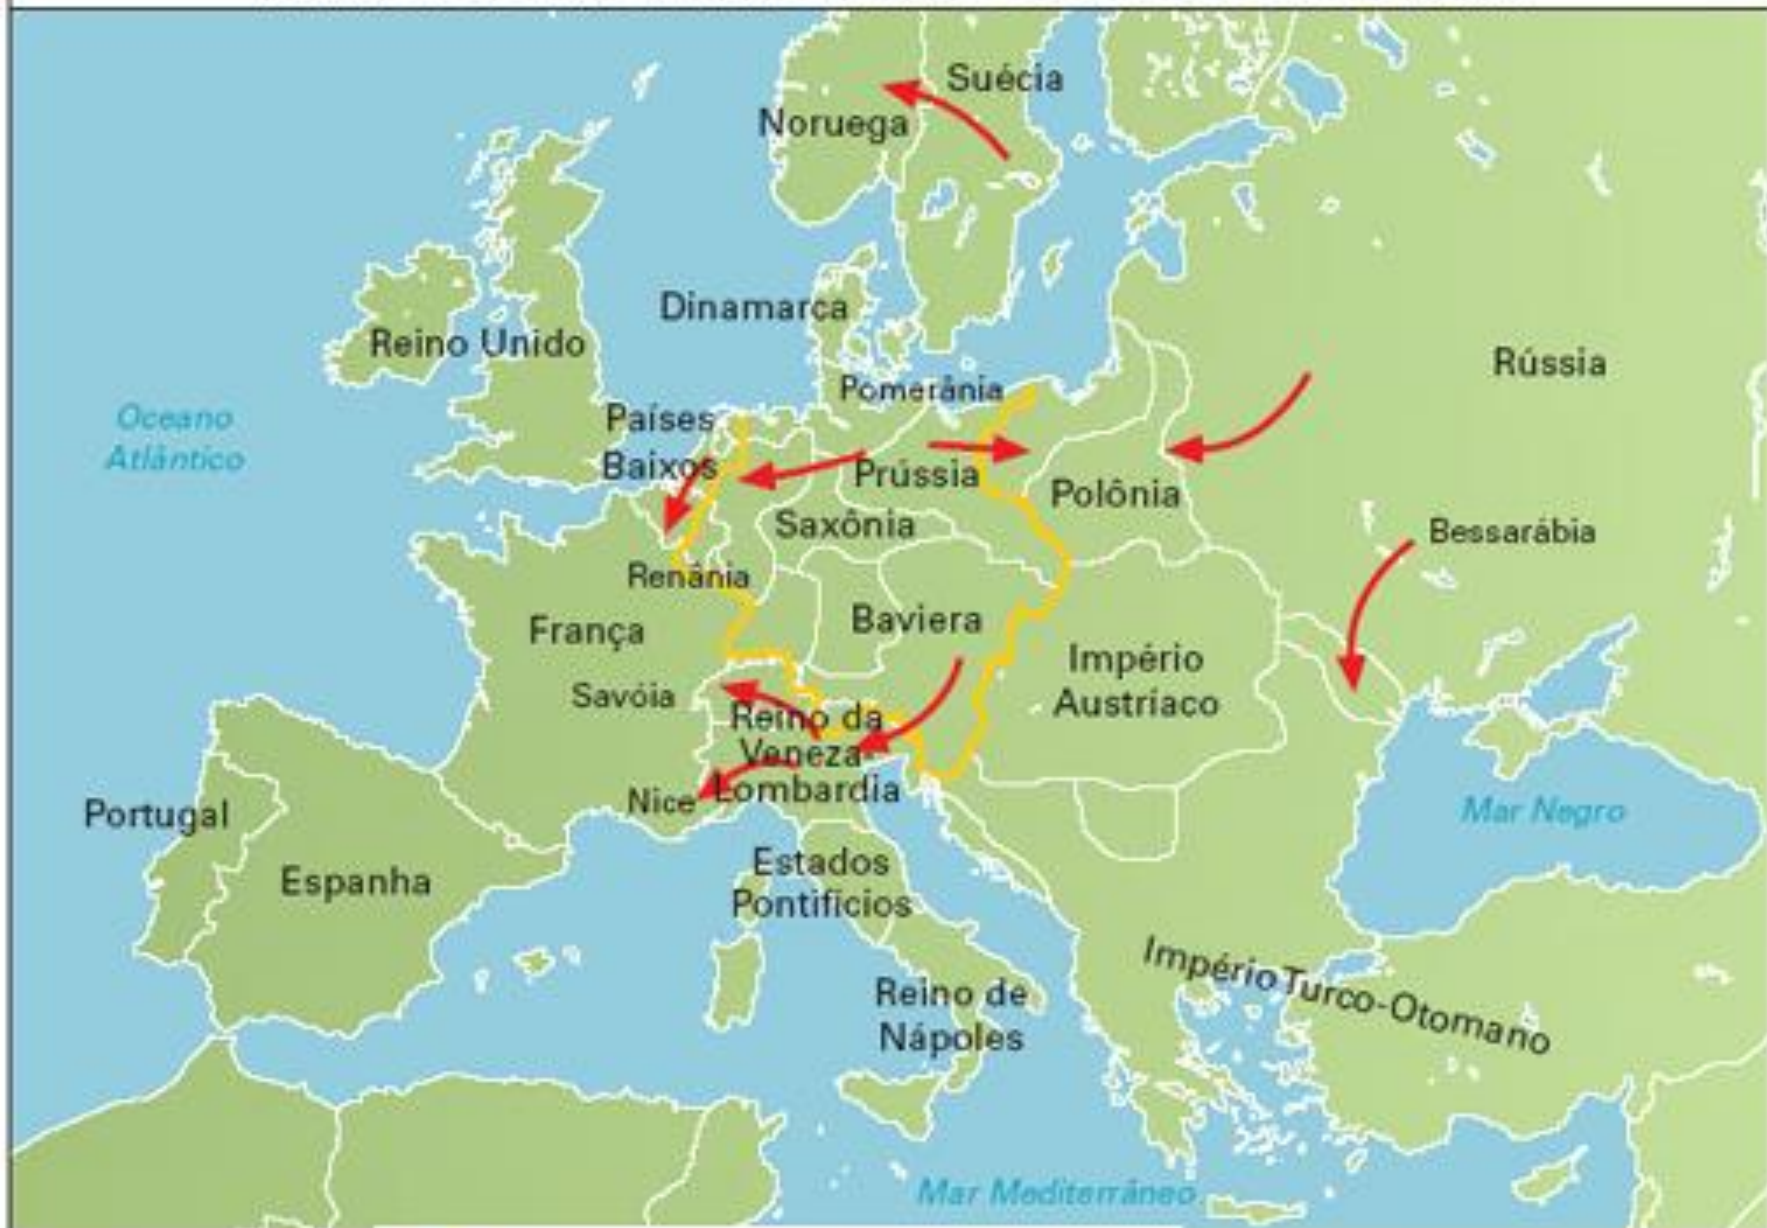 Suécia
Noruega
Dinamarca
Reino Unido
Rússia
Pomerânia
Oceano
Atlântico
Países
Baixos
Prússia
Polônia
Saxônia
Bessarábia
Renânia
França
Baviera
Império
Austríaco
Savóia
Reino da
Veneza-
Lombardia
Nice
Portugal
Mar Negro
Espanha
Estados
Pontifícios
Império Turco-Otomano
Reino de
Nápoles
Mar Mediterrâneo